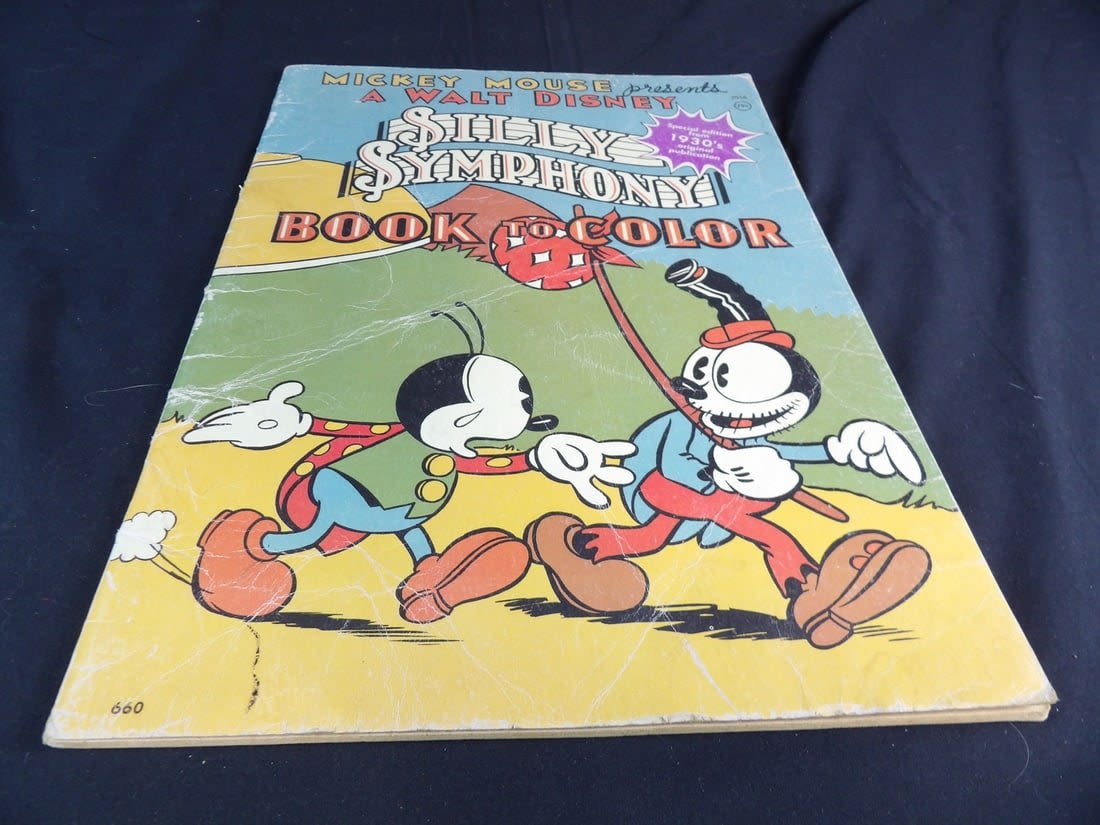 MICKEY MOUSE presents
A WALT DISNEY
SILLY
SYMPHONY
BOOK TO COLOR
Special edition
from
1930's
original
publication
660